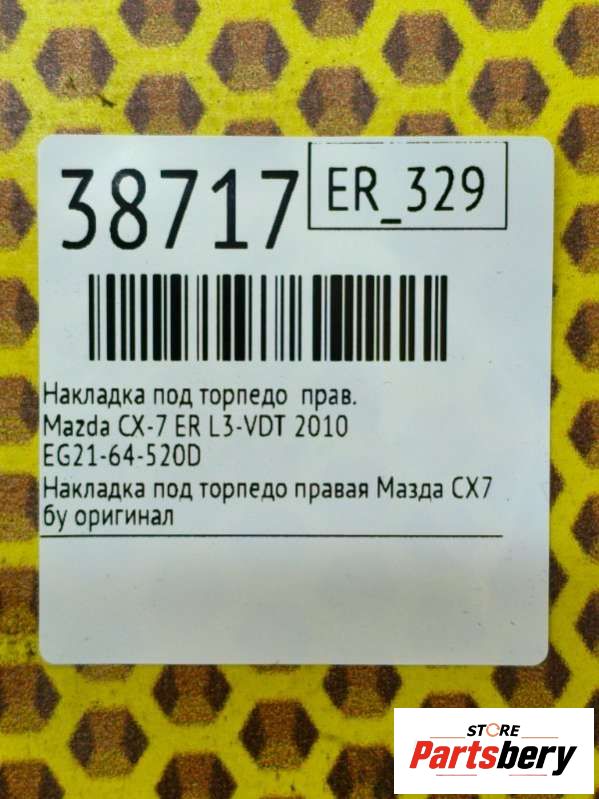 38717
ER_329
Накладка под торпедо прав.
Mazda CX-7 ER L3-VDT 2010
EG21-64-520D
Накладка под торпедо правая Мазда CX7
бу оригинал
STORE
Partsbery